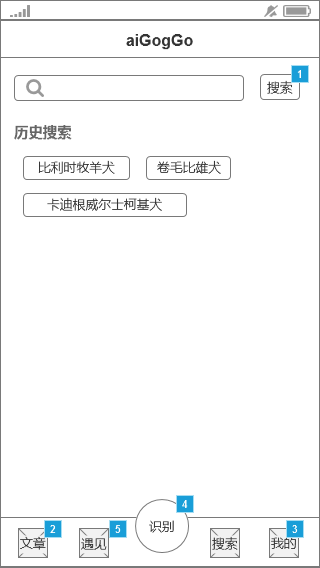 aiGogGo
搜索
1
历史搜索
比利时牧羊犬
卷毛比雄犬
卡迪根威尔士柯基犬
文章
2
遇见
5
识别
4
搜索
我的
3